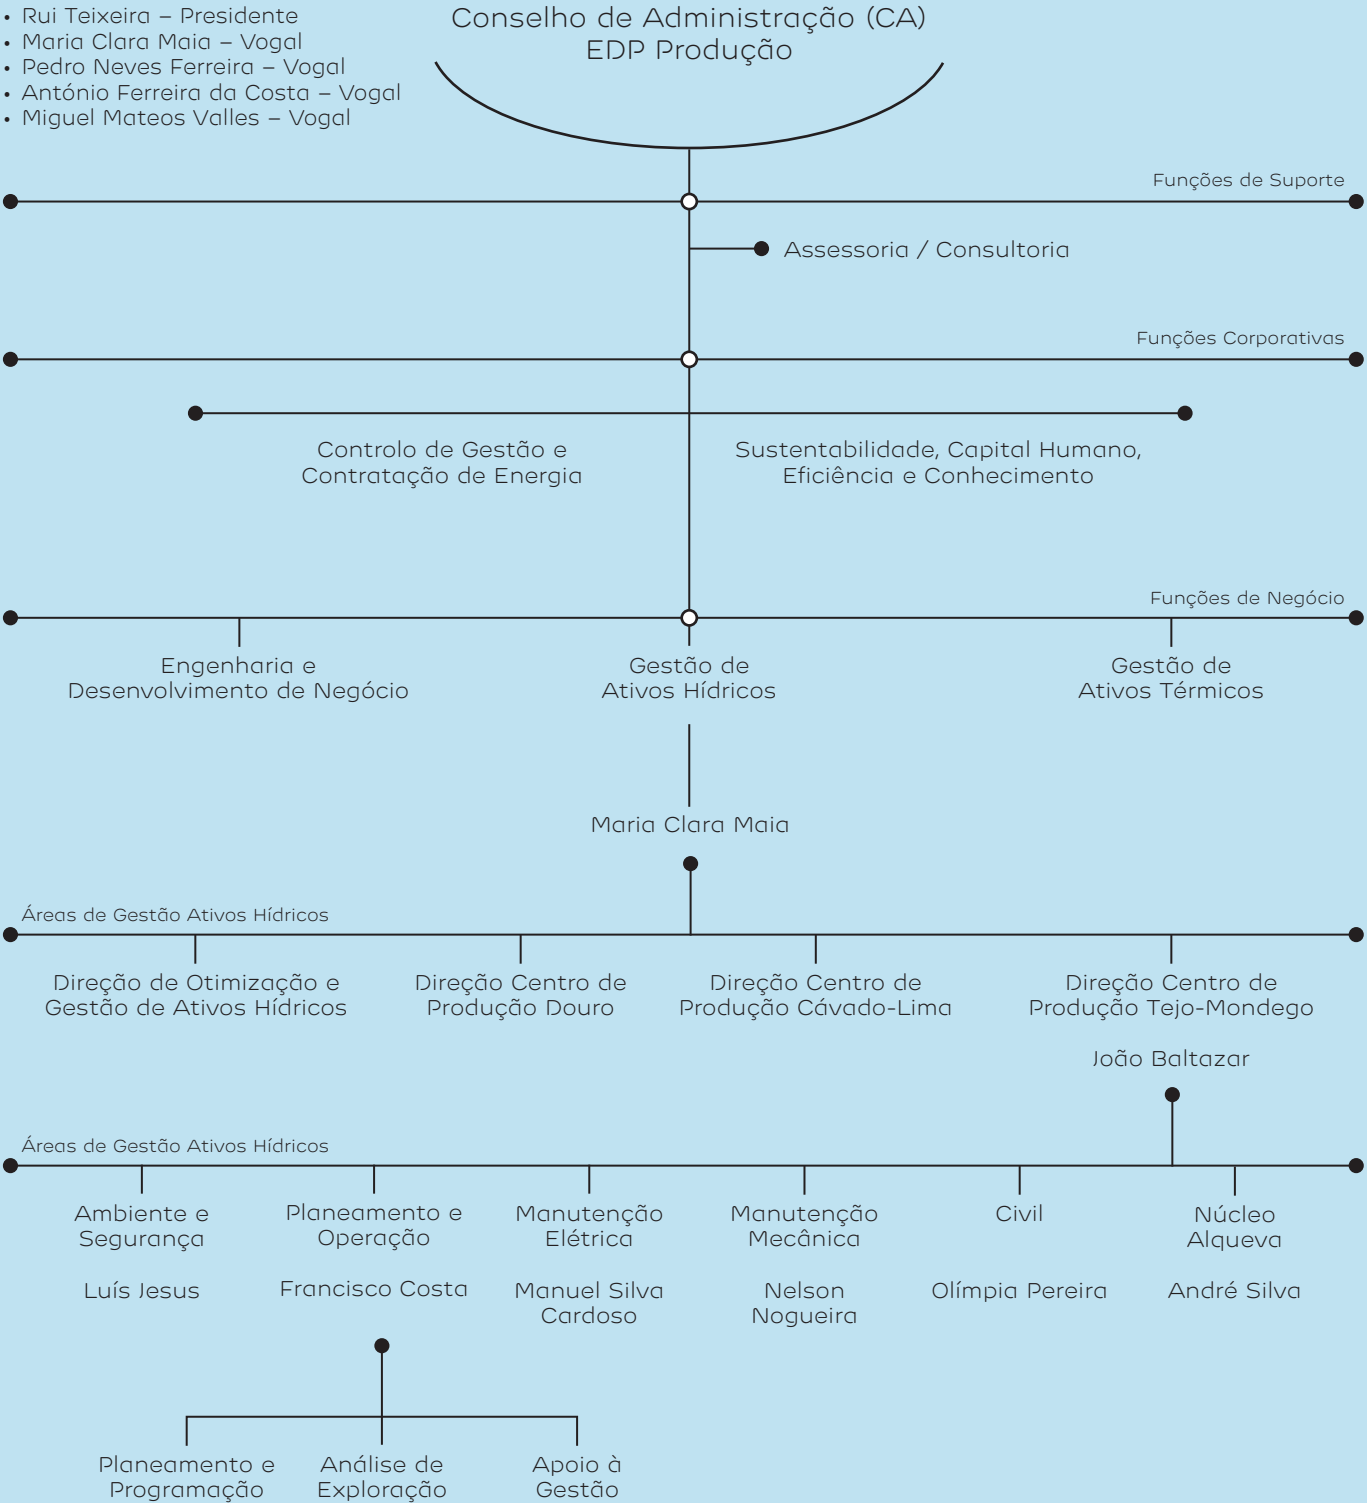 • Rui Teixeira – Presidente
• Maria Clara Maia – Vogal
• Pedro Neves Ferreira – Vogal
• António Ferreira da Costa – Vogal
• Miguel Mateos Valles – Vogal
Conselho de Administração (CA)
EDP Produção
Funções de Suporte
Assessoria / Consultoria
Funções Corporativas
Controlo de Gestão e
Contratação de Energia
Sustentabilidade, Capital Humano,
Eficiência e Conhecimento
Funções de Negócio
Engenharia e
Desenvolvimento de Negócio
Gestão de
Ativos Hídricos
Gestão de
Ativos Térmicos
Maria Clara Maia
Áreas de Gestão Ativos Hídricos
Direção de Otimização e
Gestão de Ativos Hídricos
Direção Centro de
Produção Douro
Direção Centro de
Produção Cávado-Lima
Direção Centro de
Produção Tejo-Mondego
João Baltazar
Áreas de Gestão Ativos Hídricos
Ambiente e
Segurança
Luís Jesus
Planeamento e
Operação
Francisco Costa
Manutenção
Elétrica
Manuel Silva
Cardoso
Manutenção
Mecânica
Nelson
Nogueira
Civil
Olímpia Pereira
Núcleo
Alqueva
André Silva
Planeamento e
Programação
Análise de
Exploração
Apoio à
Gestão